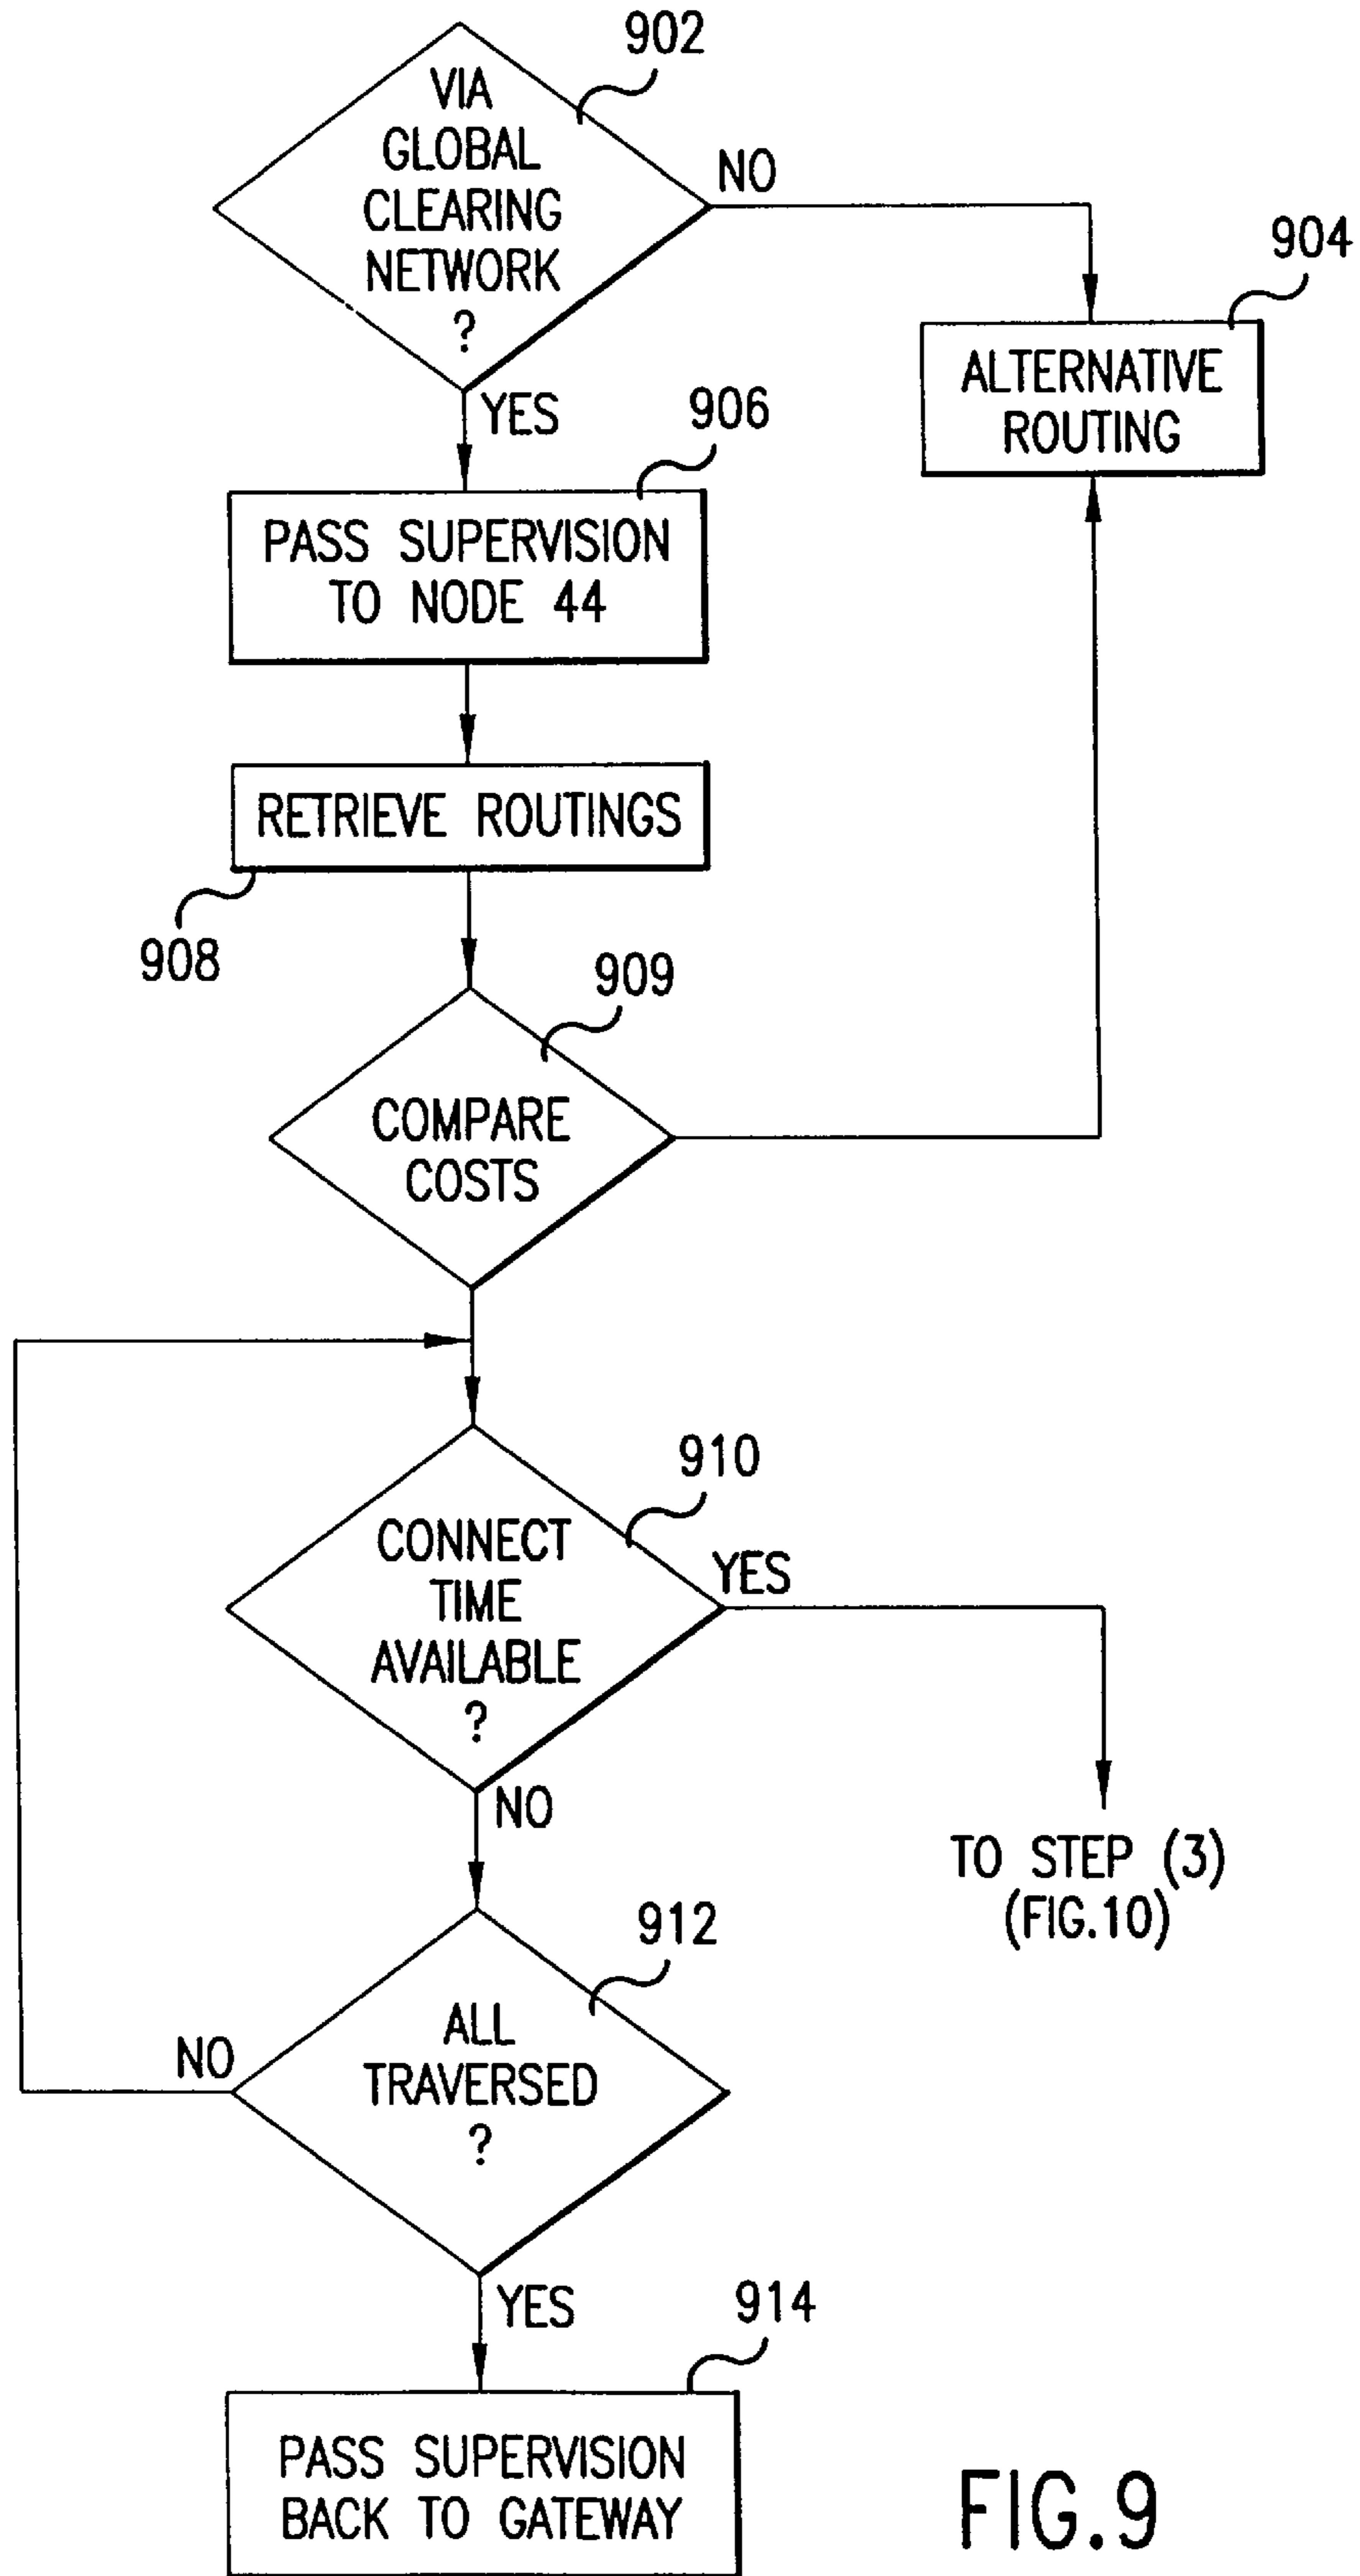 902
VIA
GLOBAL
CLEARING
NETWORK
?
NO
904
ALTERNATIVE
ROUTING
YES
906
PASS SUPERVISION
TO NODE 44
RETRIEVE ROUTINGS
908
909
COMPARE
COSTS
910
CONNECT
TIME
AVAILABLE
?
YES
NO
TO STEP (3)
(FIG.10)
912
ALL
TRAVERSED
?
NO
YES
914
PASS SUPERVISION
BACK TO GATEWAY
FIG.9